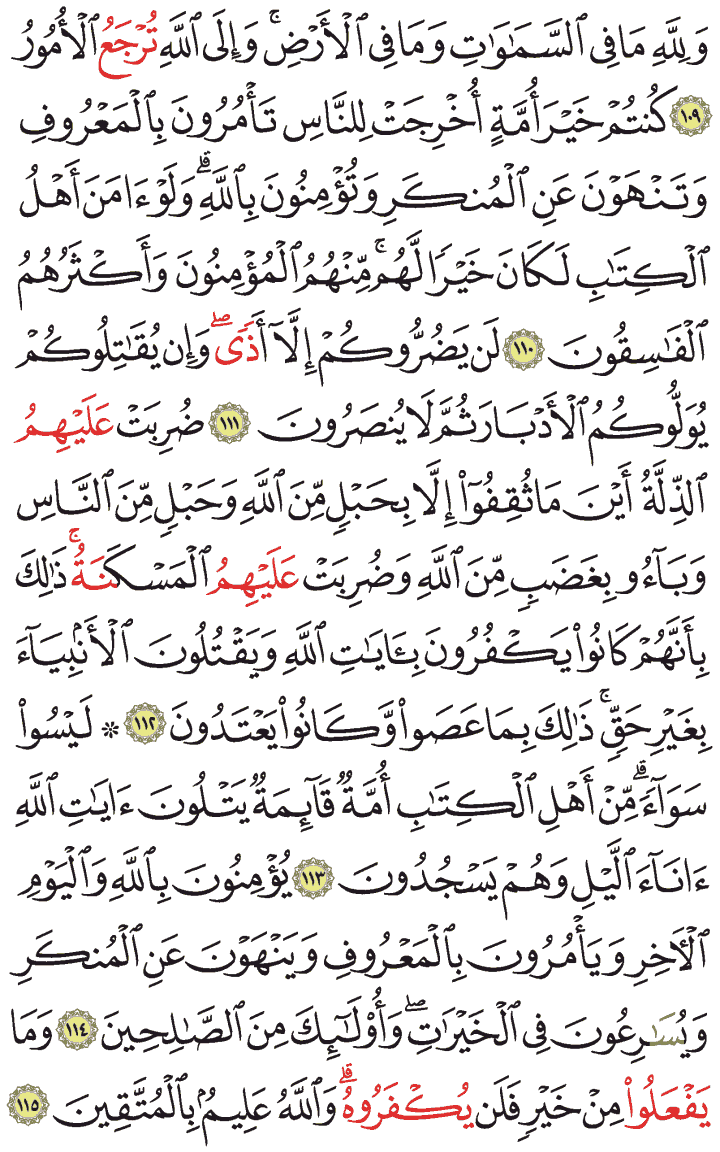 وَلِلَّهِ مَا فِي ٱلسَّمَٰوَٰتِ وَمَا فِي ٱلۡأَرۡضِۚ وَإِلَى ٱللَّهِ تُرۡجَعُ ٱلۡأُمُورُ
١٠٩ كُنتُمۡ خَيۡرَ أُمَّةٍ أُخۡرِجَتۡ لِلنَّاسِ تَأۡمُرُونَ بِٱلۡمَعۡرُوفِ
وَتَنۡهَوۡنَ عَنِ ٱلۡمُنكَرِ وَتُؤۡمِنُونَ بِٱللَّهِۗ وَلَوۡ ءَامَنَ أَهۡلُ
ٱلۡكِتَٰبِ لَكَانَ خَيۡرٗا لَّهُمۚ مِّنۡهُمُ ٱلۡمُؤۡمِنُونَ وَأَكۡثَرُهُمُ
ٱلۡفَٰسِقُونَ ١١٠ لَن يَضُرُّوكُمۡ إِلَّآ أَذٗىۖ وَإِن يُقَٰتِلُوكُمۡ
يُوَلُّوكُمُ ٱلۡأَدۡبَارَ ثُمَّ لَا يُنصَرُونَ ١١١ ضُرِبَتۡ عَلَيۡهِمُ
ٱلذِّلَّةُ أَيۡنَ مَا ثُقِفُوٓاْ إِلَّا بِحَبۡلٖ مِّنَ ٱللَّهِ وَحَبۡلٖ مِّنَ ٱلنَّاسِ
وَبَآءُو بِغَضَبٖ مِّنَ ٱللَّهِ وَضُرِبَتۡ عَلَيۡهِمُ ٱلۡمَسۡكَنَةُۚ ذَٰلِكَ
بِأَنَّهُمۡ كَانُواْ يَكۡفُرُونَ بِـَٔايَٰتِ ٱللَّهِ وَيَقۡتُلُونَ ٱلۡأَنۢبِيَآءَ
بِغَيۡرِ حَقّٖۚ ذَٰلِكَ بِمَا عَصَواْ وَّكَانُواْ يَعۡتَدُونَ ١١٢ ۞ لَيۡسُواْ
سَوَآءٗۗ مِّنۡ أَهۡلِ ٱلۡكِتَٰبِ أُمَّةٞ قَآئِمَةٞ يَتۡلُونَ ءَايَٰتِ ٱللَّهِ
ءَانَآءَ ٱلَّيۡلِ وَهُمۡ يَسۡجُدُونَ ١١٣ يُؤۡمِنُونَ بِٱللَّهِ وَٱلۡيَوۡمِ
ٱلۡأٓخِرِ وَيَأۡمُرُونَ بِٱلۡمَعۡرُوفِ وَيَنۡهَوۡنَ عَنِ ٱلۡمُنكَرِ
وَيُسَٰرِعُونَ فِي ٱلۡخَيۡرَٰتِۖ وَأُوْلَٰٓئِكَ مِنَ ٱلصَّٰلِحِينَ ١١٤ وَمَا
يَفۡعَلُواْ مِنۡ خَيۡرٖ فَلَن يُكۡفَرُوهُۗ وَٱللَّهُ عَلِيمُۢ بِٱلۡمُتَّقِينَ ١١٥